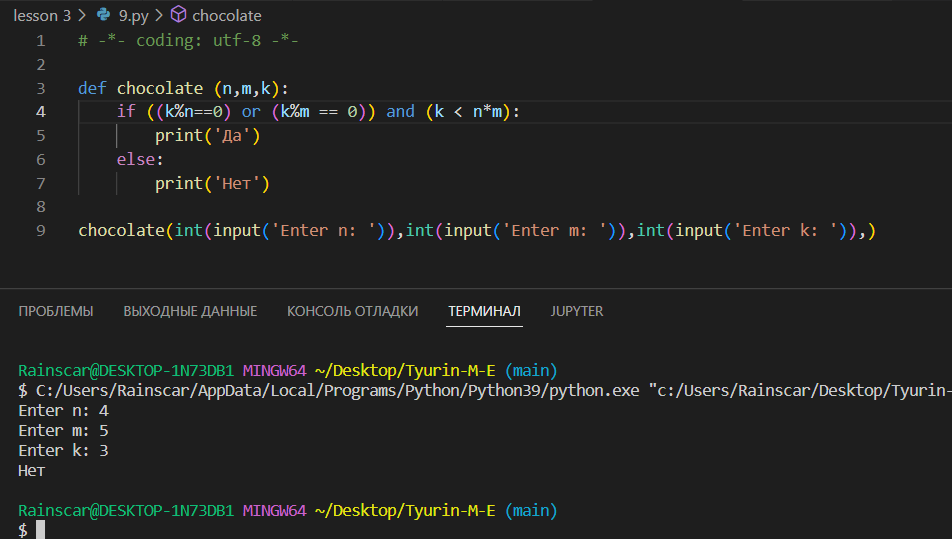 lesson 3 > 9.py > chocolate
1 # -*- coding: utf-8 -*-
2
3 def chocolate (n,m,k):
4 if ((k%n==0) or (k%m == 0)) and (k < n*m):
5 print('Да')
6 else:
7 print('Нет')
8
9 chocolate(int(input('Enter n: ')),int(input('Enter m: ')),int(input('Enter k: ')),)
ПРОБЛЕМЫ ВЫХОДНЫЕ ДАННЫЕ КОНСОЛЬ ОТЛАДКИ ТЕРМИНАЛ JUPYTER
Rainscar@DESKTOP-1N73DB1 MINGW64 ~/Desktop/Tyurin-M-E (main)
$ C:/Users/Rainscar/AppData/Local/Programs/Python/Python39/python.exe "c:/Users/Rainscar/Desktop/Tyurin-
Enter n: 4
Enter m: 5
Enter k: 3
Нет
Rainscar@DESKTOP-1N73DB1 MINGW64 ~/Desktop/Tyurin-M-E (main)
$